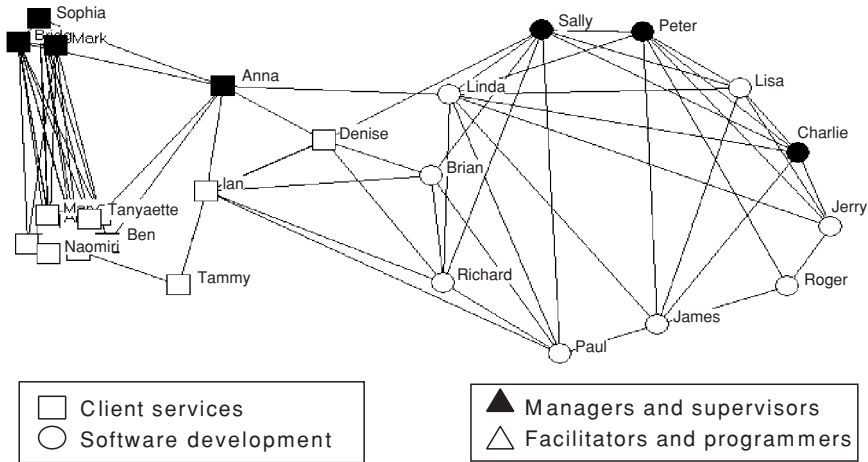 Sophia
Mark
Sally
Peter
Anna
Linda
Lisa
Denise
Charlie
Brian
Ian
Tanyaette
Jerry
Ben
Naomiri
Tammy
Richard
Roger
James
Paul
Client services
Managers and supervisors
Software development
Facilitators and programmers